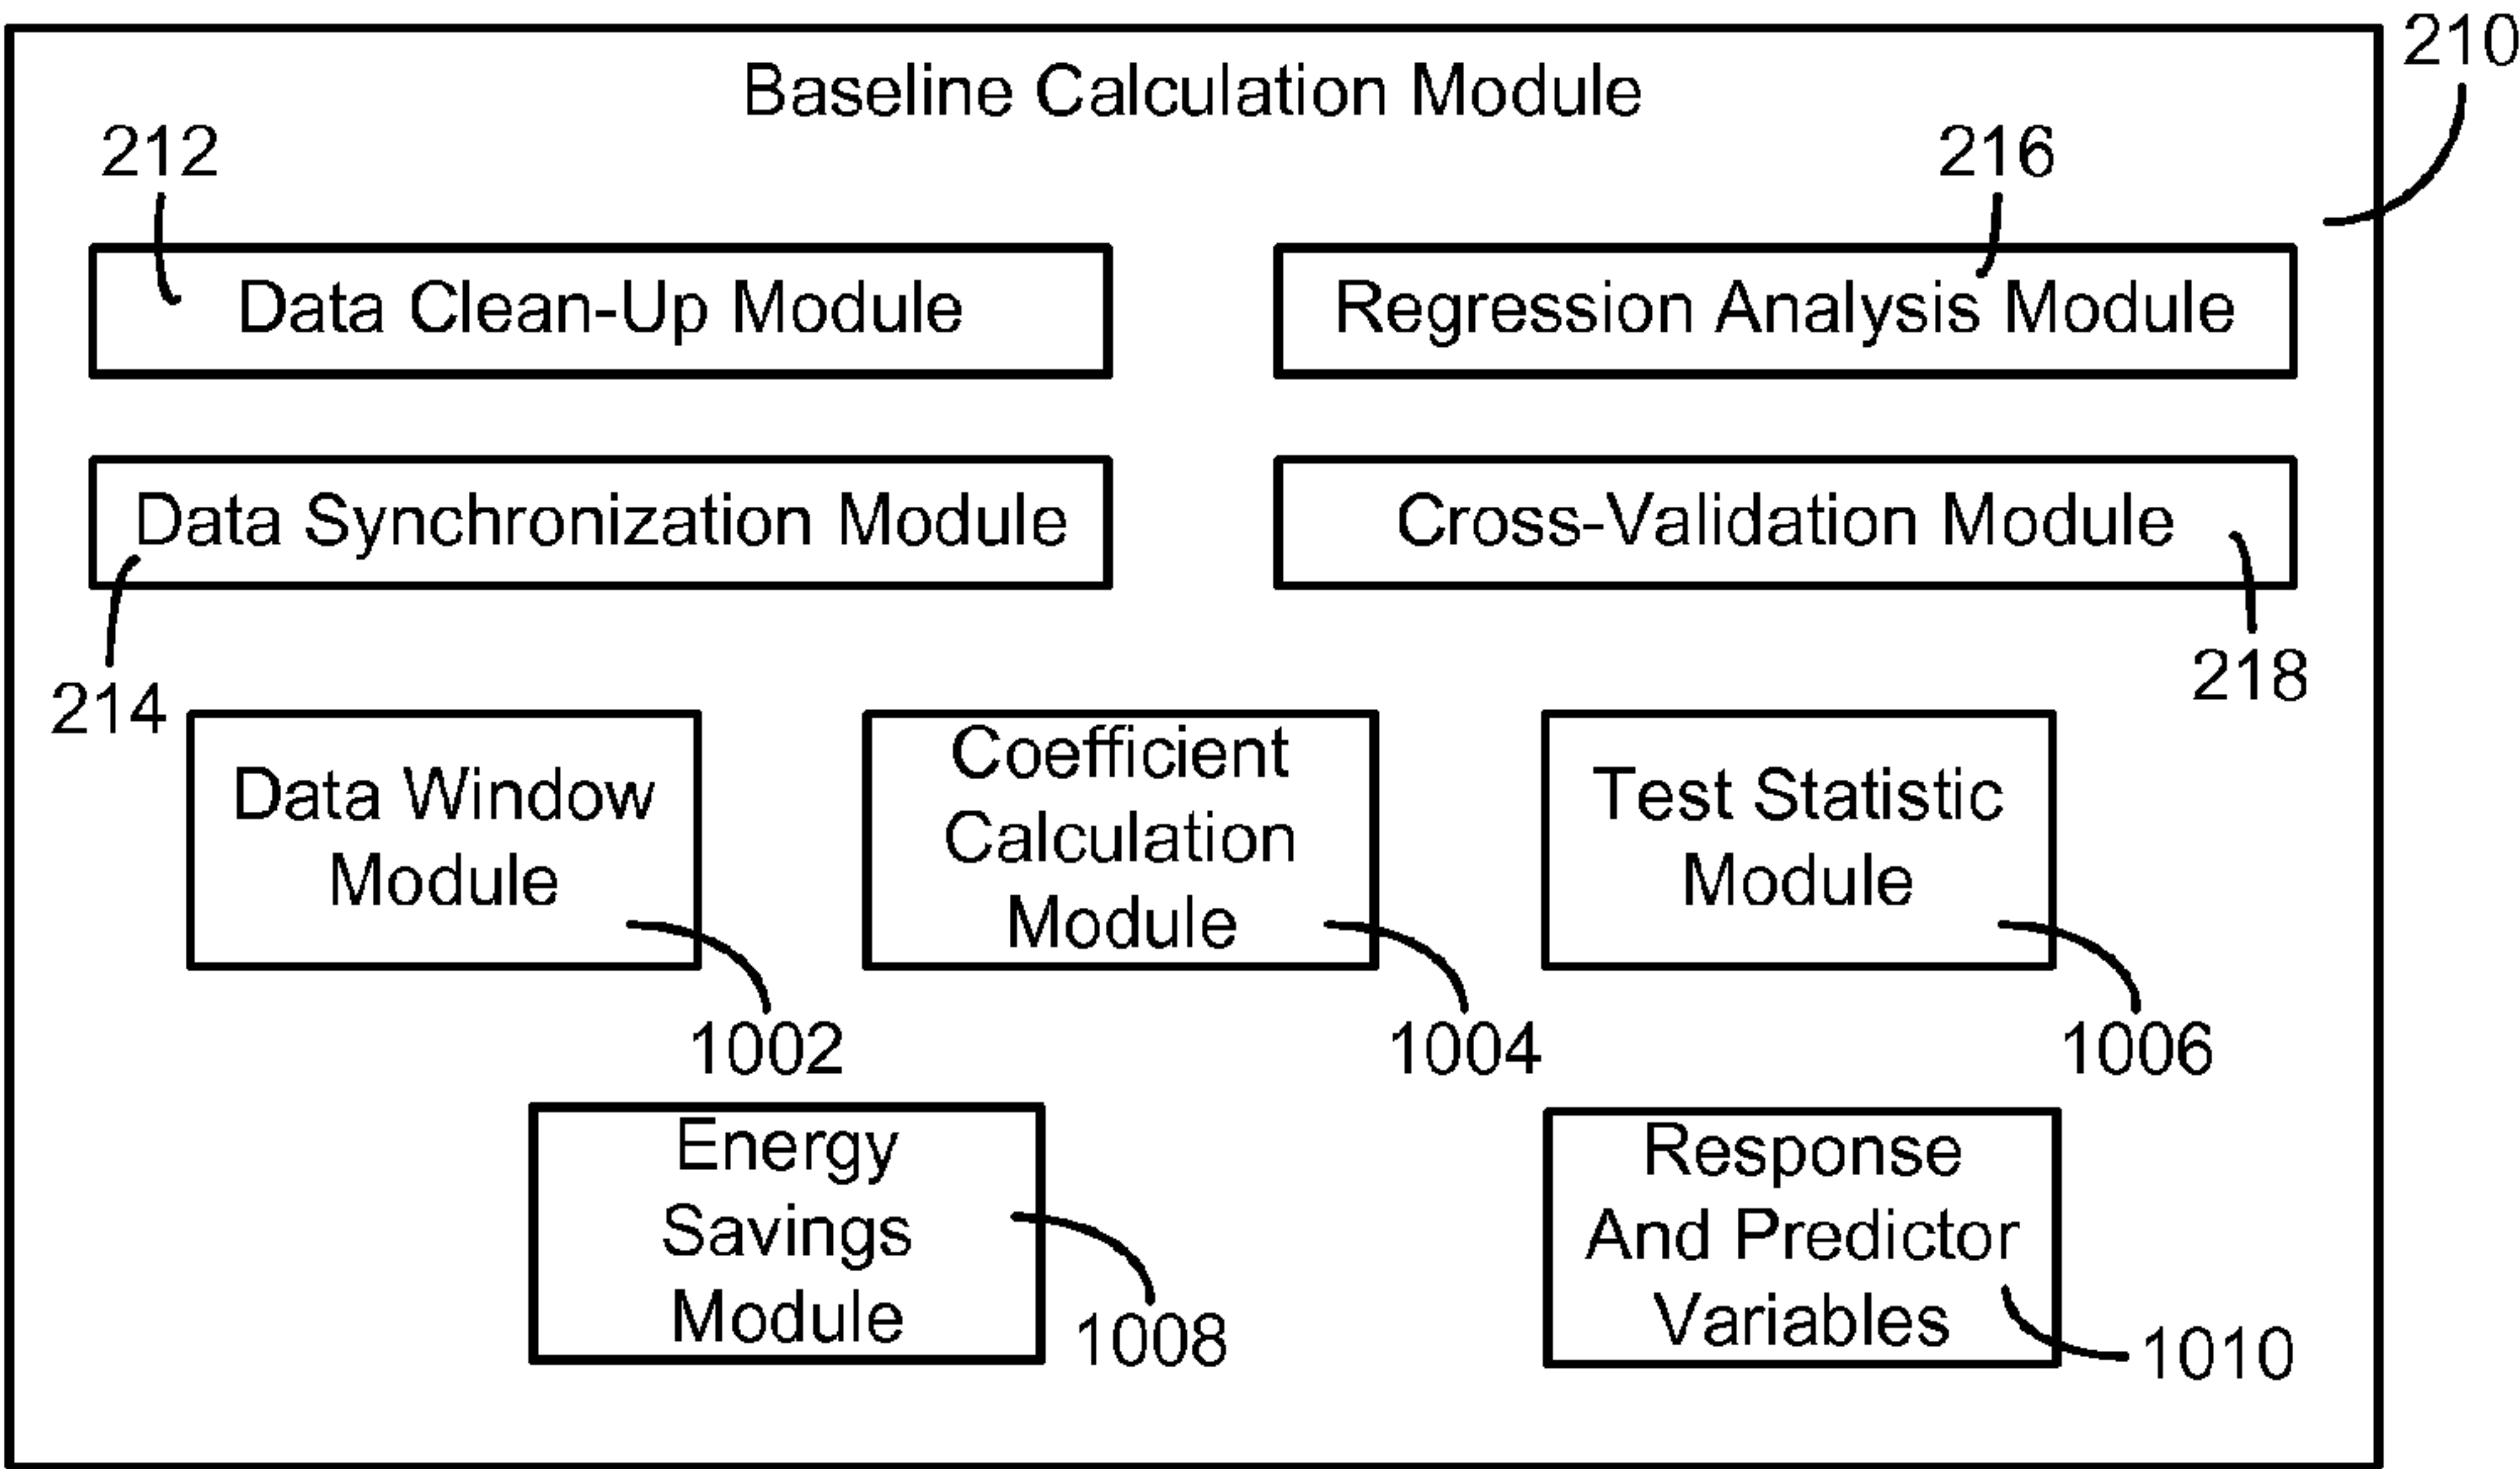 210
Baseline Calculation Module
212
216
Data Clean-Up Module
Regression Analysis Module
Data Synchronization Module
Cross-Validation Module
214
218
Data Window
Module
1002
Coefficient
Calculation
Module
1004
Test Statistic
Module
1006
Energy
Savings
Module
1008
Response
And Predictor
Variables
1010